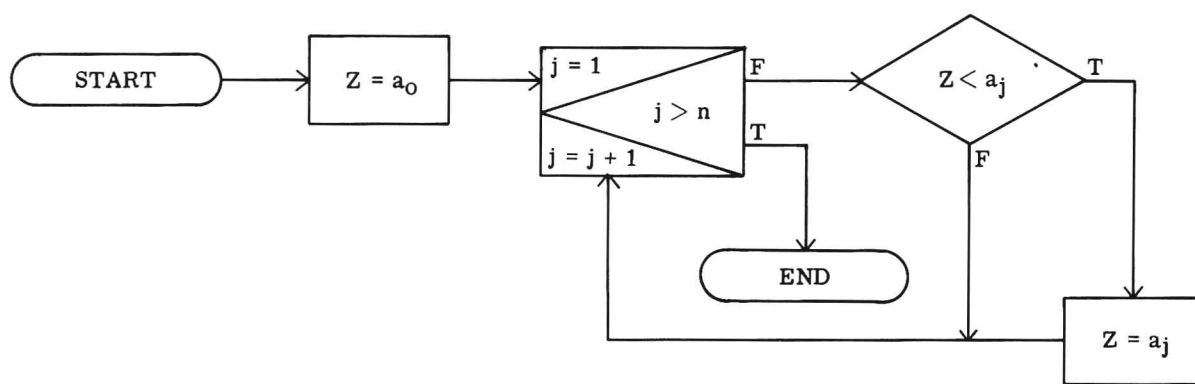 START
Z = a₀
j = 1
j > n
j = j + 1
F
T
Z < aⱼ
T
F
END
Z = aⱼ